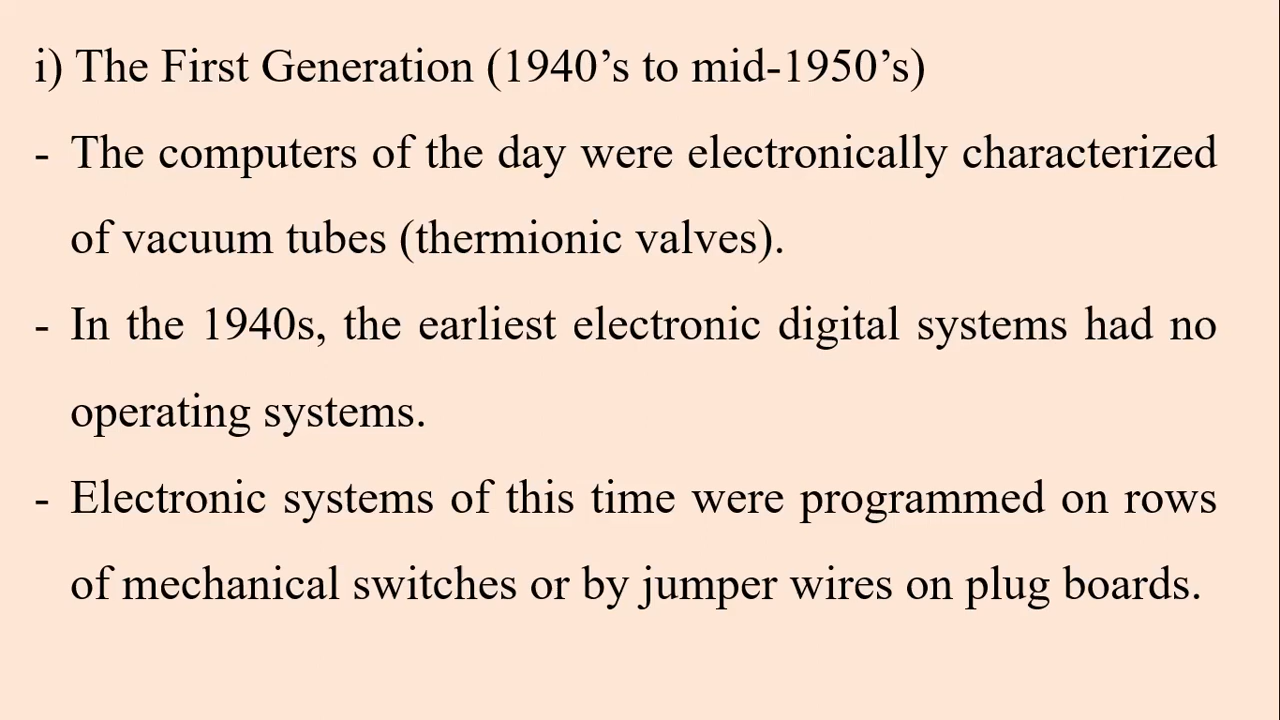 i) The First Generation (1940’s to mid-1950’s)
- The computers of the day were electronically characterized
of vacuum tubes (thermionic valves).
- In the 1940s, the earliest electronic digital systems had no
operating systems.
- Electronic systems of this time were programmed on rows
of mechanical switches or by jumper wires on plug boards.